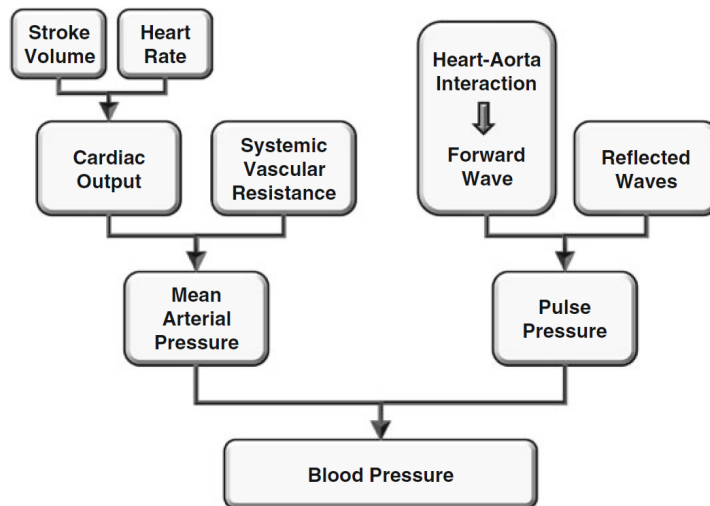 Stroke
Volume
Heart
Rate
Heart-Aorta
Interaction
Forward
Wave
Cardiac
Output
Systemic
Vascular
Resistance
Reflected
Waves
Mean
Arterial
Pressure
Pulse
Pressure
Blood Pressure